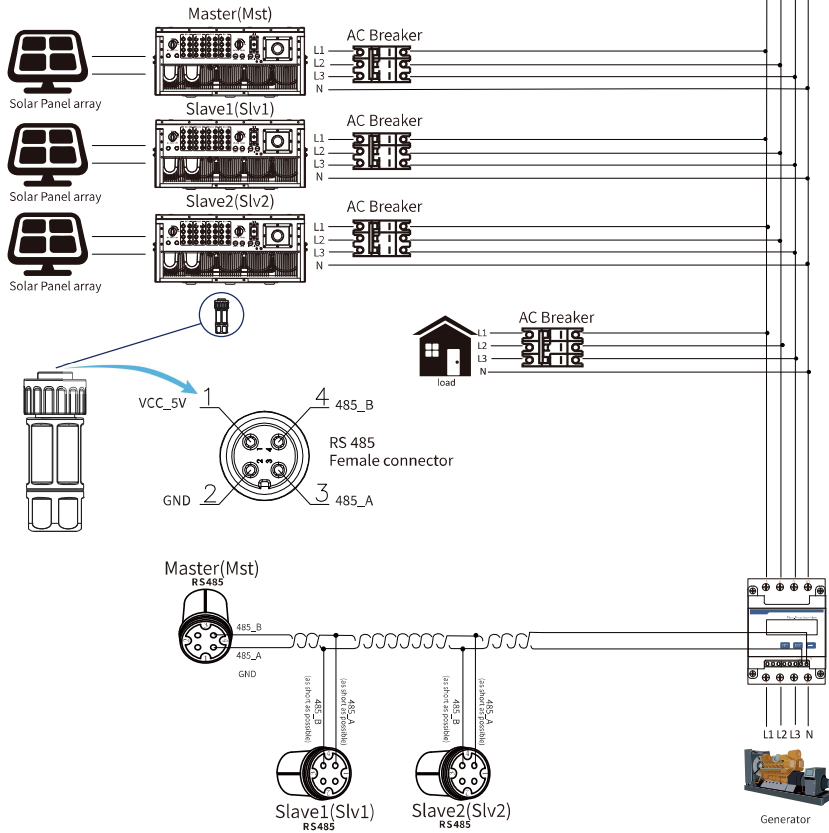 Master(Mst)
AC Breaker
L1
L2
L3
N
Solar Panel array
Slave1(Slv1)
AC Breaker
L1
L2
L3
N
Solar Panel array
Slave2(Slv2)
AC Breaker
L1
L2
L3
N
Solar Panel array
AC Breaker
L1
L2
L3
N
load
VCC_5V
1
4
485_B
1
4
2
3
RS 485
Female connector
GND
2
3
485_A
Master(Mst)
RS485
485_B
485_A
GND
485_B
(as short as possible)
485_A
(as short as possible)
485_B
(as short as possible)
485_A
(as short as possible)
L1 L2 L3 N
Slave1(Slv1)
RS485
Slave2(Slv2)
RS485
Generator